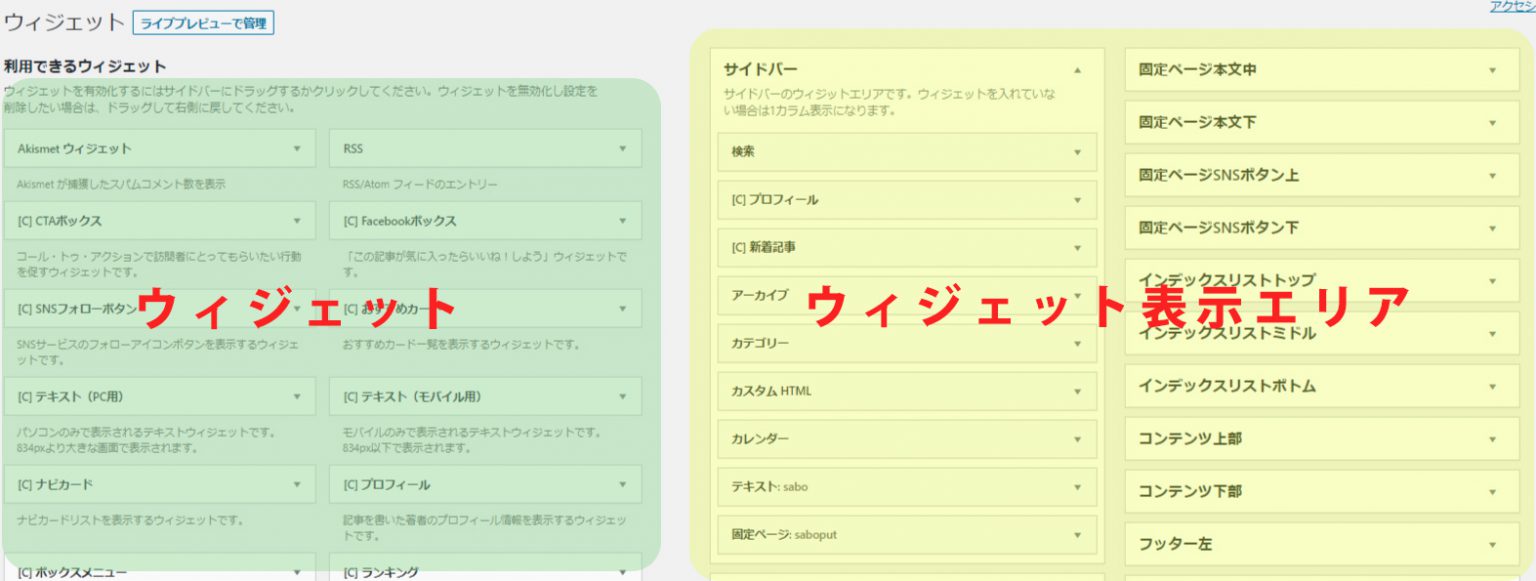 ウィジェット
ライブプレビューで管理
アクセシ
利用できるウィジェット
ウィジェットを有効化するにはサイドバーにドラッグするかクリックしてください。ウィジェットを無効化し設定を
削除したい場合は、ドラッグして右側に戻してください。
Akismet ウィジェット
RSS
Akismet が捕獲したスパムコメント数を表示
RSS/Atom フィードのエントリー
[C] CTAボックス
[C] Facebookボックス
コール・トゥ・アクションで訪問者にとってもらいたい行動
を促すウィジェットです。
「この記事が気に入ったらいいね！しよう」ウィジェットで
す。
[C] SNSフォローボタン
[C] おすすめカー
ウィジェット
SNSサービスのフォローアイコンボタンを表示するウィジェ
ットです。
おすすめカード一覧を表示するウィジェットです。
[C] テキスト（PC用）
[C] テキスト（モバイル用）
パソコンのみで表示されるテキストウィジェットです。
834pxより大きな画面で表示されます。
モバイルのみで表示されるテキストウィジェットです。
834px以下で表示されます。
[C] ナビカード
[C] プロフィール
ナビカードリストを表示するウィジェットです。
記事を書いた著者のプロフィール情報を表示するウィジェッ
トです。
[C] ボックスメニュー
[C] ランキング
サイドバー
サイドバーのウィジットエリアです。ウィジェットを入れていな
い場合は1カラム表示になります。
検索
[C] プロフィール
[C] 新着記事
アーカイブ
ウィジェット表示エリア
カテゴリー
カスタム HTML
カレンダー
テキスト: sabo
固定ページ: saboput
固定ページ本文中
固定ページ本文下
固定ページSNSボタン上
固定ページSNSボタン下
インデックスリストトップ
インデックスリストミドル
インデックスリストボトム
コンテンツ上部
コンテンツ下部
フッター左